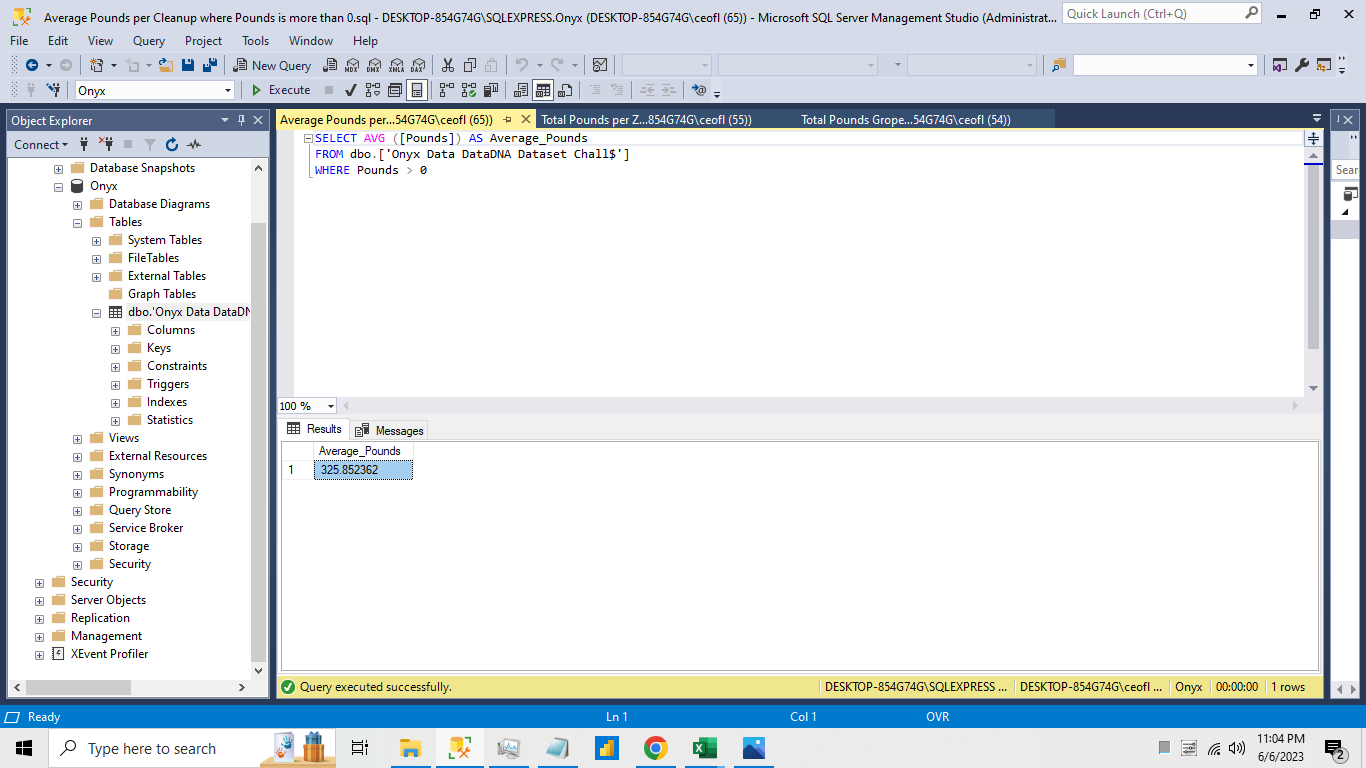 Average Pounds per Cleanup where Pounds is more than 0.sql - DESKTOP-854G74G\SQLEXPRESS.Onyx (DESKTOP-854G74G\ceofl (65)) - Microsoft SQL Server Management Studio (Administrat...
Quick Launch (Ctrl+Q)
File Edit View Query Project Tools Window Help
New Query MDX DMX XMLA DAX
Onyx Execute
Object Explorer
Average Pounds per...54G74G\ceofl (65)) Total Pounds per Z...854G74G\ceofl (55)) Total Pounds Grope...54G74G\ceofl (54))
Connect
Database Snapshots
Onyx
Database Diagrams
Tables
System Tables
FileTables
External Tables
Graph Tables
dbo.'Onyx Data DataDN
Columns
Keys
Constraints
Triggers
Indexes
Statistics
Views
External Resources
Synonyms
Programmability
Query Store
Service Broker
Storage
Security
Security
Server Objects
Replication
Management
XEvent Profiler
SELECT AVG ([Pounds]) AS Average_Pounds
FROM dbo.['Onyx Data DataDNA Dataset Chall$']
WHERE Pounds > 0
Sear
100 %
Results Messages
Average_Pounds
1 325.852362
Query executed successfully. DESKTOP-854G74G\SQLEXPRESS ... DESKTOP-854G74G\ceofl ... Onyx 00:00:00 1 rows
Ready Ln 1 Col 1 OVR
Type here to search
11:04 PM
6/6/2023
2